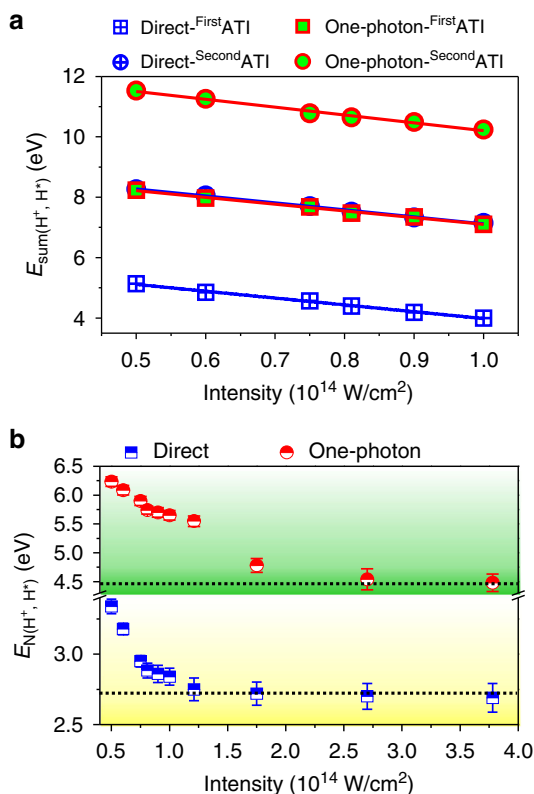 a
Direct-FirstATI One-photon-FirstATI
Direct-SecondATI One-photon-SecondATI
12
10
8
6
4
Esum(H+, H*) (eV)
0.5 0.6 0.7 0.8 0.9 1.0
Intensity (10^14 W/cm^2)
b
Direct One-photon
6.5
6.0
5.5
5.0
4.5
3.0
2.5
EN(H+, H*) (eV)
0.5 1.0 1.5 2.0 2.5 3.0 3.5 4.0
Intensity (10^14 W/cm^2)